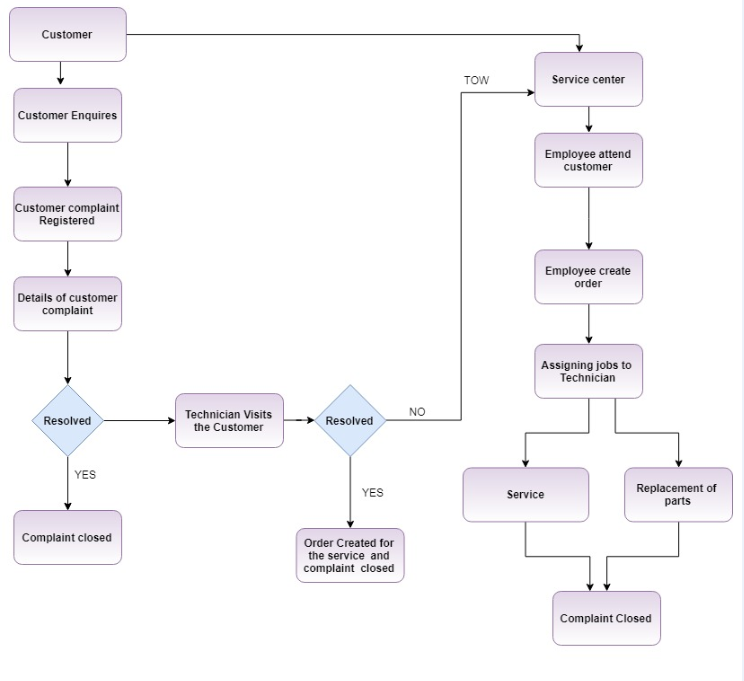 Customer
Service center
TOW
Customer Enquires
Employee attend
customer
Customer complaint
Registered
Employee create
order
Details of customer
complaint
Assigning jobs to
Technician
Resolved
Technician Visits
the Customer
Resolved
NO
YES
YES
Service
Replacement of
parts
Complaint closed
Order Created for
the service and
complaint closed
Complaint Closed